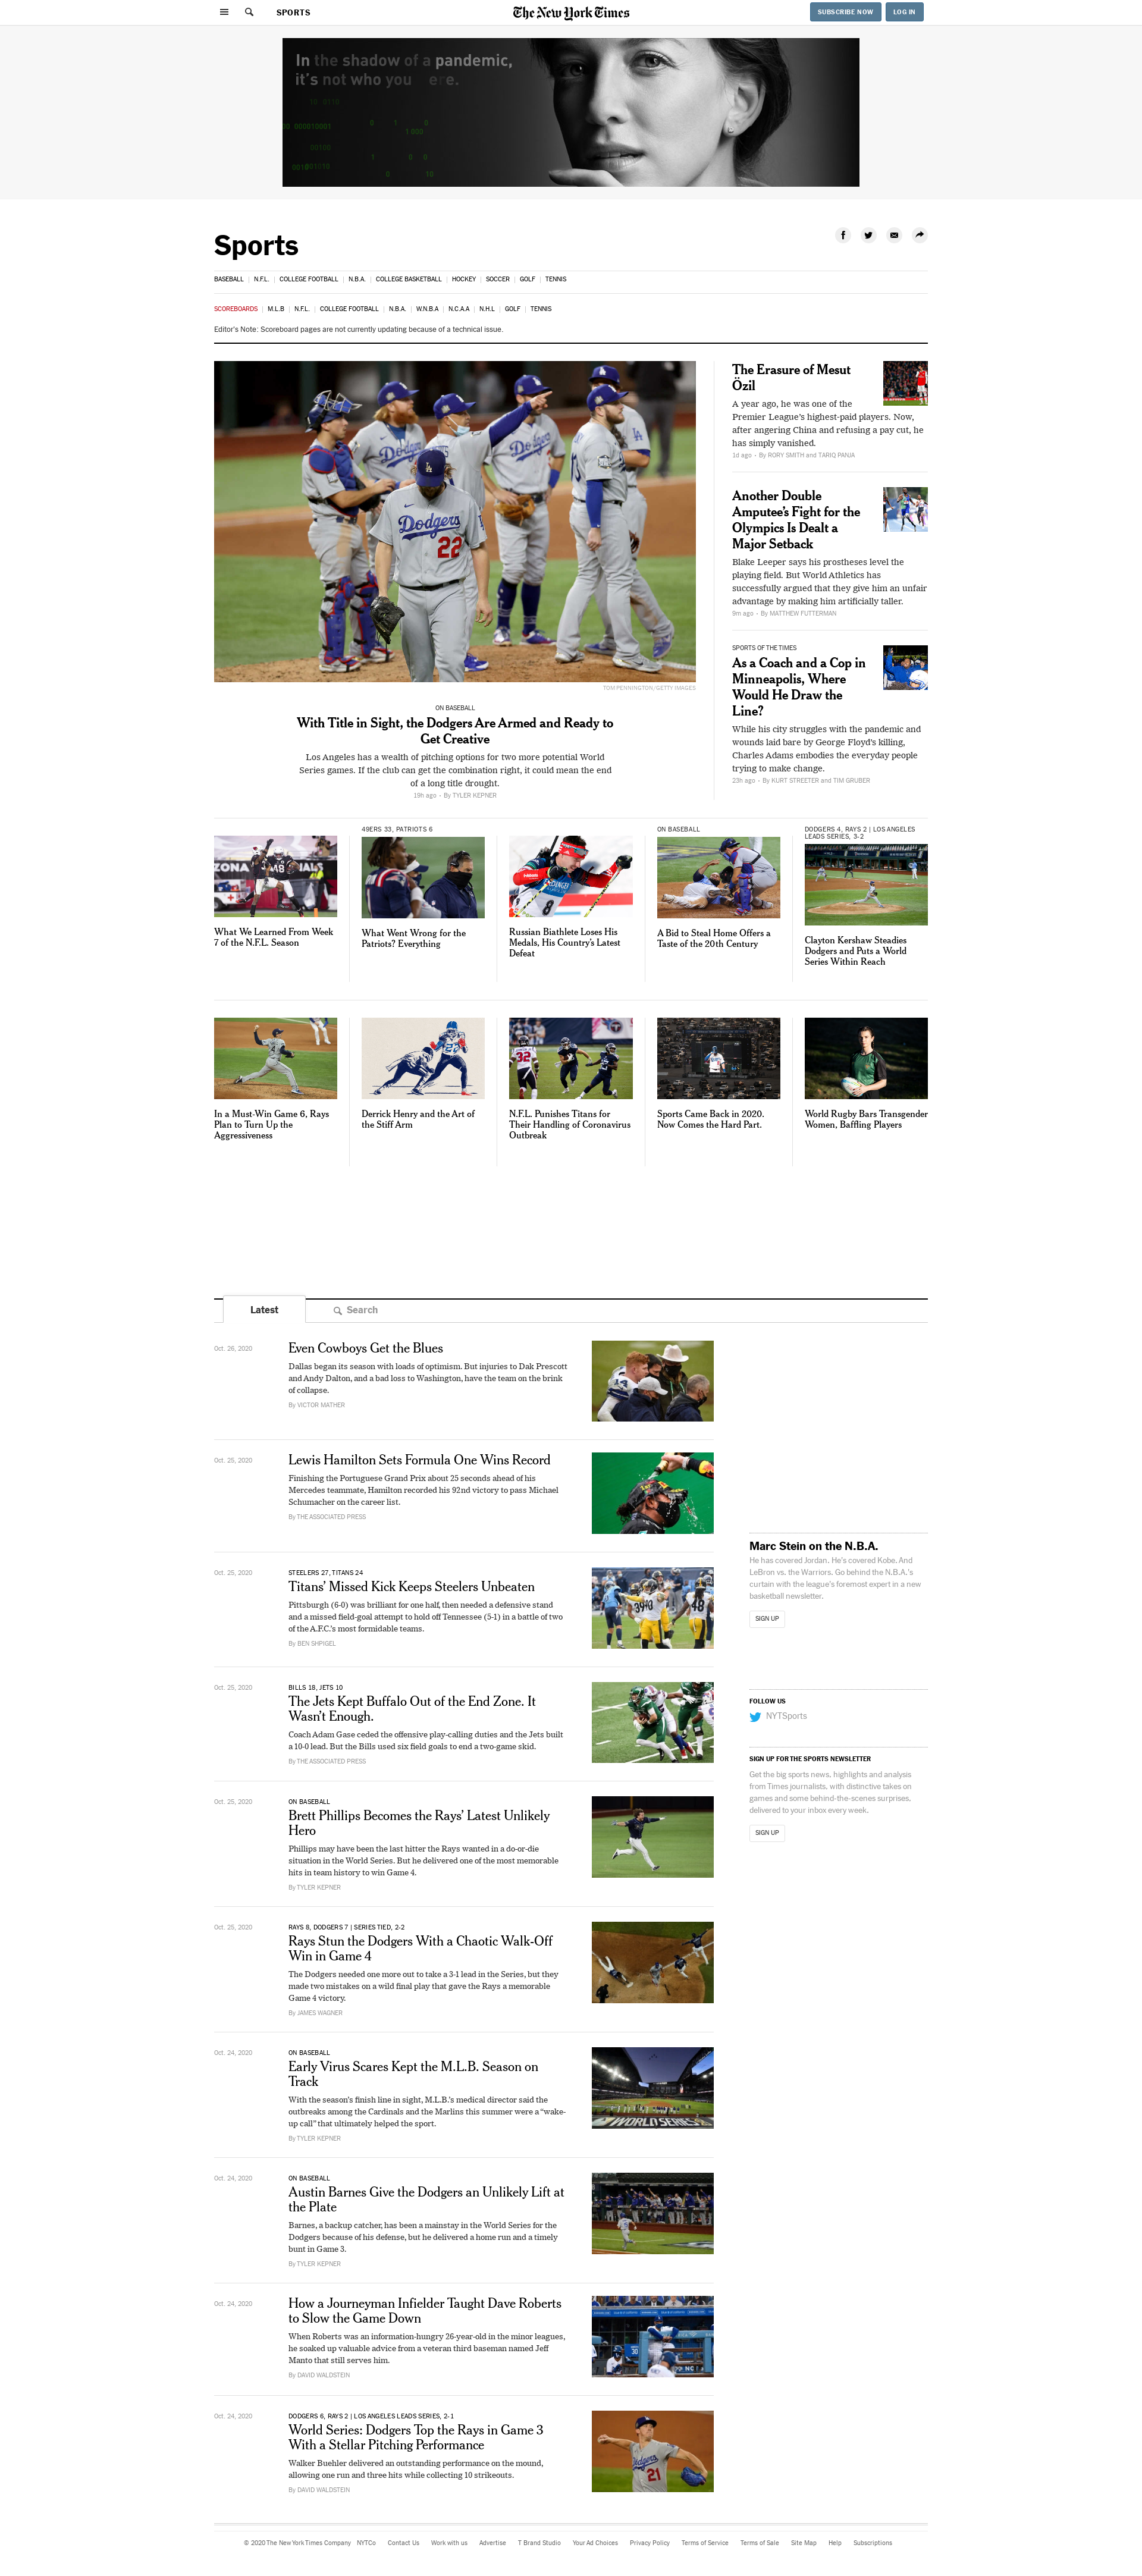 SPORTS
The New York Times
SUBSCRIBE NOW
LOG IN
In the shadow of a pandemic,
it's not who you were.
Sports
BASEBALL | N.F.L. | COLLEGE FOOTBALL | N.B.A. | COLLEGE BASKETBALL | HOCKEY | SOCCER | GOLF | TENNIS
SCOREBOARDS | M.L.B | N.F.L. | COLLEGE FOOTBALL | N.B.A. | W.N.B.A | N.C.A.A | N.H.L | GOLF | TENNIS
Editor's Note: Scoreboard pages are not currently updating because of a technical issue.
Dodgers
22
TOM PENNINGTON/GETTY IMAGES
ON BASEBALL
With Title in Sight, the Dodgers Are Armed and Ready to
Get Creative
Los Angeles has a wealth of pitching options for two more potential World
Series games. If the club can get the combination right, it could mean the end
of a long title drought.
19h ago • By TYLER KEPNER
The Erasure of Mesut
Özil
A year ago, he was one of the
Premier League's highest-paid players. Now,
after angering China and refusing a pay cut, he
has simply vanished.
1d ago • By RORY SMITH and TARIQ PANJA
Another Double
Amputee's Fight for the
Olympics Is Dealt a
Major Setback
Blake Leeper says his prostheses level the
playing field. But World Athletics has
successfully argued that they give him an unfair
advantage by making him artificially taller.
9m ago • By MATTHEW FUTTERMAN
SPORTS OF THE TIMES
As a Coach and a Cop in
Minneapolis, Where
Would He Draw the
Line?
While his city struggles with the pandemic and
wounds laid bare by George Floyd's killing,
Charles Adams embodies the everyday people
trying to make change.
23h ago • By KURT STREETER and TIM GRUBER
What We Learned From Week
7 of the N.F.L. Season
49ERS 33, PATRIOTS 6
What Went Wrong for the
Patriots? Everything
Russian Biathlete Loses His
Medals, His Country's Latest
Defeat
ON BASEBALL
A Bid to Steal Home Offers a
Taste of the 20th Century
DODGERS 4, RAYS 2 | LOS ANGELES
LEADS SERIES, 3-2
Clayton Kershaw Steadies
Dodgers and Puts a World
Series Within Reach
In a Must-Win Game 6, Rays
Plan to Turn Up the
Aggressiveness
Derrick Henry and the Art of
the Stiff Arm
N.F.L. Punishes Titans for
Their Handling of Coronavirus
Outbreak
Sports Came Back in 2020.
Now Comes the Hard Part.
World Rugby Bars Transgender
Women, Baffling Players
Latest
Search
Oct. 26, 2020
Even Cowboys Get the Blues
Dallas began its season with loads of optimism. But injuries to Dak Prescott
and Andy Dalton, and a bad loss to Washington, have the team on the brink
of collapse.
By VICTOR MATHER
Oct. 25, 2020
Lewis Hamilton Sets Formula One Wins Record
Finishing the Portuguese Grand Prix about 25 seconds ahead of his
Mercedes teammate, Hamilton recorded his 92nd victory to pass Michael
Schumacher on the career list.
By THE ASSOCIATED PRESS
Oct. 25, 2020
STEELERS 27, TITANS 24
Titans' Missed Kick Keeps Steelers Unbeaten
Pittsburgh (6-0) was brilliant for one half, then needed a defensive stand
and a missed field-goal attempt to hold off Tennessee (5-1) in a battle of two
of the A.F.C.'s most formidable teams.
By BEN SHPIGEL
Oct. 25, 2020
BILLS 18, JETS 10
The Jets Kept Buffalo Out of the End Zone. It
Wasn't Enough.
Coach Adam Gase ceded the offensive play-calling duties and the Jets built
a 10-0 lead. But the Bills used six field goals to end a two-game skid.
By THE ASSOCIATED PRESS
Oct. 25, 2020
ON BASEBALL
Brett Phillips Becomes the Rays' Latest Unlikely
Hero
Phillips may have been the last hitter the Rays wanted in a do-or-die
situation in the World Series. But he delivered one of the most memorable
hits in team history to win Game 4.
By TYLER KEPNER
Oct. 25, 2020
RAYS 8, DODGERS 7 | SERIES TIED, 2-2
Rays Stun the Dodgers With a Chaotic Walk-Off
Win in Game 4
The Dodgers needed one more out to take a 3-1 lead in the Series, but they
made two mistakes on a wild final play that gave the Rays a memorable
Game 4 victory.
By JAMES WAGNER
Oct. 24, 2020
ON BASEBALL
Early Virus Scares Kept the M.L.B. Season on
Track
With the season's finish line in sight, M.L.B.'s medical director said the
outbreaks among the Cardinals and the Marlins this summer were a "wake-
up call" that ultimately helped the sport.
By TYLER KEPNER
WORLD SERIES
Oct. 24, 2020
ON BASEBALL
Austin Barnes Give the Dodgers an Unlikely Lift at
the Plate
Barnes, a backup catcher, has been a mainstay in the World Series for the
Dodgers because of his defense, but he delivered a home run and a timely
bunt in Game 3.
By TYLER KEPNER
Oct. 24, 2020
How a Journeyman Infielder Taught Dave Roberts
to Slow the Game Down
When Roberts was an information-hungry 26-year-old in the minor leagues,
he soaked up valuable advice from a veteran third baseman named Jeff
Manto that still serves him.
By DAVID WALDSTEIN
Oct. 24, 2020
DODGERS 6, RAYS 2 | LOS ANGELES LEADS SERIES, 2-1
World Series: Dodgers Top the Rays in Game 3
With a Stellar Pitching Performance
Walker Buehler delivered an outstanding performance on the mound,
allowing one run and three hits while collecting 10 strikeouts.
By DAVID WALDSTEIN
Marc Stein on the N.B.A.
He has covered Jordan. He's covered Kobe. And
LeBron vs. the Warriors. Go behind the N.B.A.'s
curtain with the league's foremost expert in a new
basketball newsletter.
SIGN UP
FOLLOW US
NYTSports
SIGN UP FOR THE SPORTS NEWSLETTER
Get the big sports news, highlights and analysis
from Times journalists, with distinctive takes on
games and some behind-the-scenes surprises,
delivered to your inbox every week.
SIGN UP
© 2020 The New York Times Company NYTCo Contact Us Work with us Advertise T Brand Studio Your Ad Choices Privacy Policy Terms of Service Terms of Sale Site Map Help Subscriptions